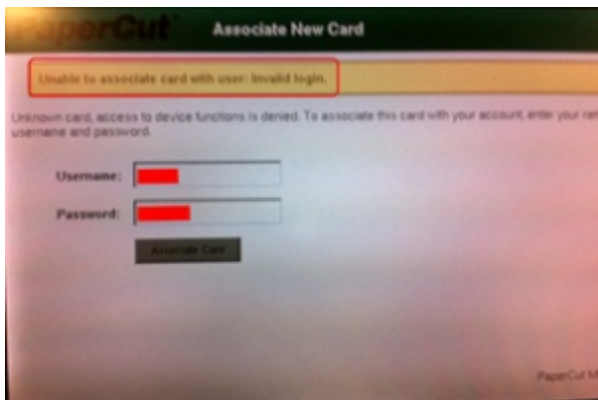 PaperCut
Associate New Card
Unable to associate card with user: Invalid login.
Unknown card, access to device functions is denied. To associate this card with your account, enter your net
username and password.
Username:
Password:
Associate Card
PaperCut M